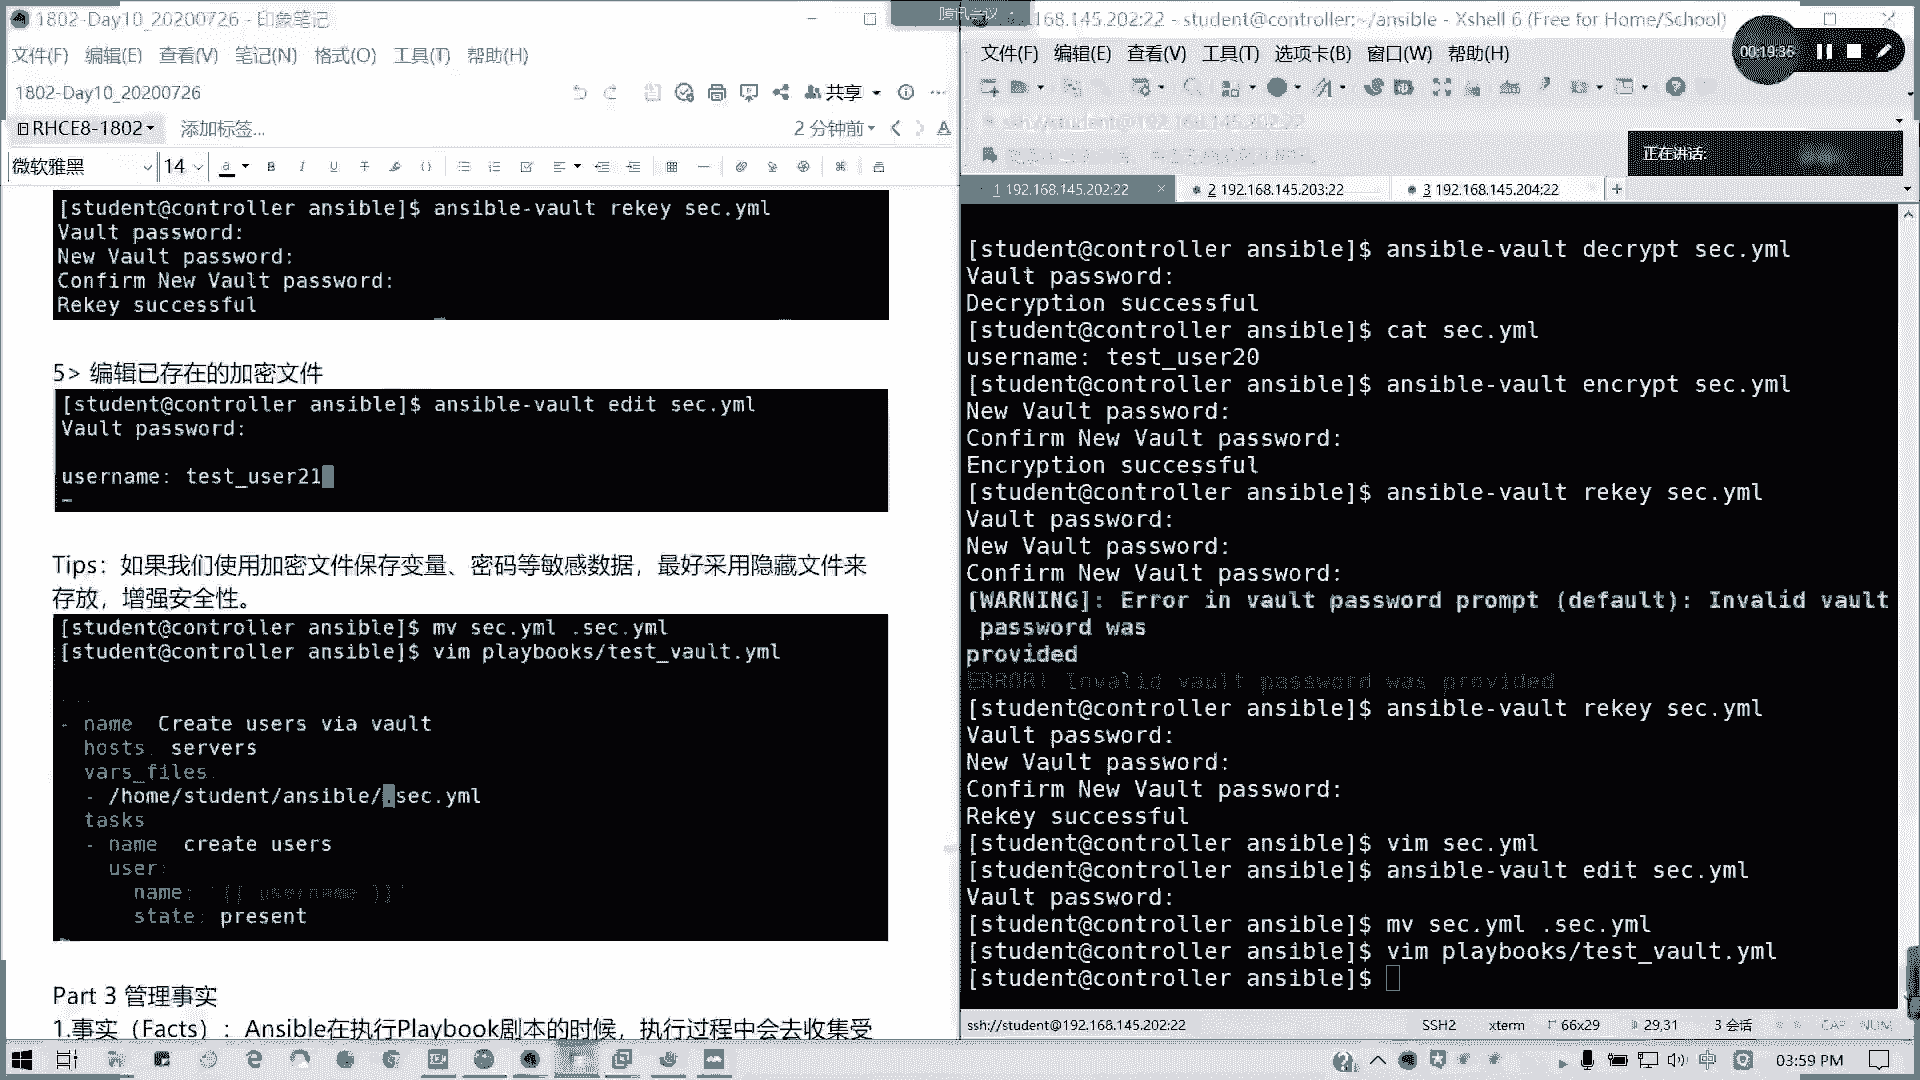 1802-Day10_20200726 - 印象笔记
文件(F) 编辑(E) 查看(V) 笔记(N) 格式(O) 工具(T) 帮助(H)
1802-Day10_20200726
共享
RHCE8-1802 添加标签...
2 分钟前
微软雅黑 14
[student@controller ansible]$ ansible-vault rekey sec.yml
Vault password:
New Vault password:
Confirm New Vault password:
Rekey successful
5> 编辑已存在的加密文件
[student@controller ansible]$ ansible-vault edit sec.yml
Vault password:
username: test_user21
Tips：如果我们使用加密文件保存变量、密码等敏感数据，最好采用隐藏文件来
存放，增强安全性。
[student@controller ansible]$ mv sec.yml .sec.yml
[student@controller ansible]$ vim playbooks/test_vault.yml
- name Create users via vault
hosts: servers
vars_files
- /home/student/ansible/.sec.yml
tasks
- name create users
user:
name: '{{ username }}'
state: present
Part 3 管理事实
1.事实（Facts）：Ansible在执行Playbook剧本的时候，执行过程中会去收集受
腾讯会议
168.145.202:22 - student@controller:~/ansible - Xshell 6 (Free for Home/School)
00:19:36
文件(F) 编辑(E) 查看(V) 工具(T) 选项卡(B) 窗口(W) 帮助(H)
ssh://student@192.168.145.202:22
正在讲话:
1 192.168.145.202:22 × 2 192.168.145.203:22 3 192.168.145.204:22 +
[student@controller ansible]$ ansible-vault decrypt sec.yml
Vault password:
Decryption successful
[student@controller ansible]$ cat sec.yml
username: test_user20
[student@controller ansible]$ ansible-vault encrypt sec.yml
New Vault password:
Confirm New Vault password:
Encryption successful
[student@controller ansible]$ ansible-vault rekey sec.yml
Vault password:
New Vault password:
Confirm New Vault password:
[WARNING]: Error in vault password prompt (default): Invalid vault
password was
provided
ERROR! Invalid vault password was provided
[student@controller ansible]$ ansible-vault rekey sec.yml
Vault password:
New Vault password:
Confirm New Vault password:
Rekey successful
[student@controller ansible]$ vim sec.yml
[student@controller ansible]$ ansible-vault edit sec.yml
Vault password:
[student@controller ansible]$ mv sec.yml .sec.yml
[student@controller ansible]$ vim playbooks/test_vault.yml
[student@controller ansible]$
ssh://student@192.168.145.202:22 SSH2 xterm 66x29 29,31 3 会话 CAP NUM
中 03:59 PM